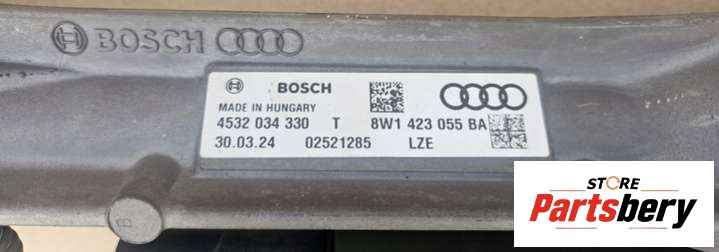 BOSCH
BOSCH
MADE IN HUNGARY
4532 034 330 T 8W1 423 055 BA
30.03.24 02521285 LZE
STORE
Partsbery